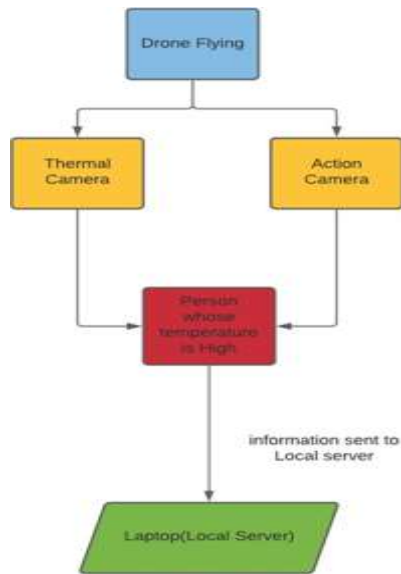 Drone Flying
Thermal
Camera
Action
Camera
Person
whose
temperature
is High
information sent to
Local server
Laptop(Local Server)